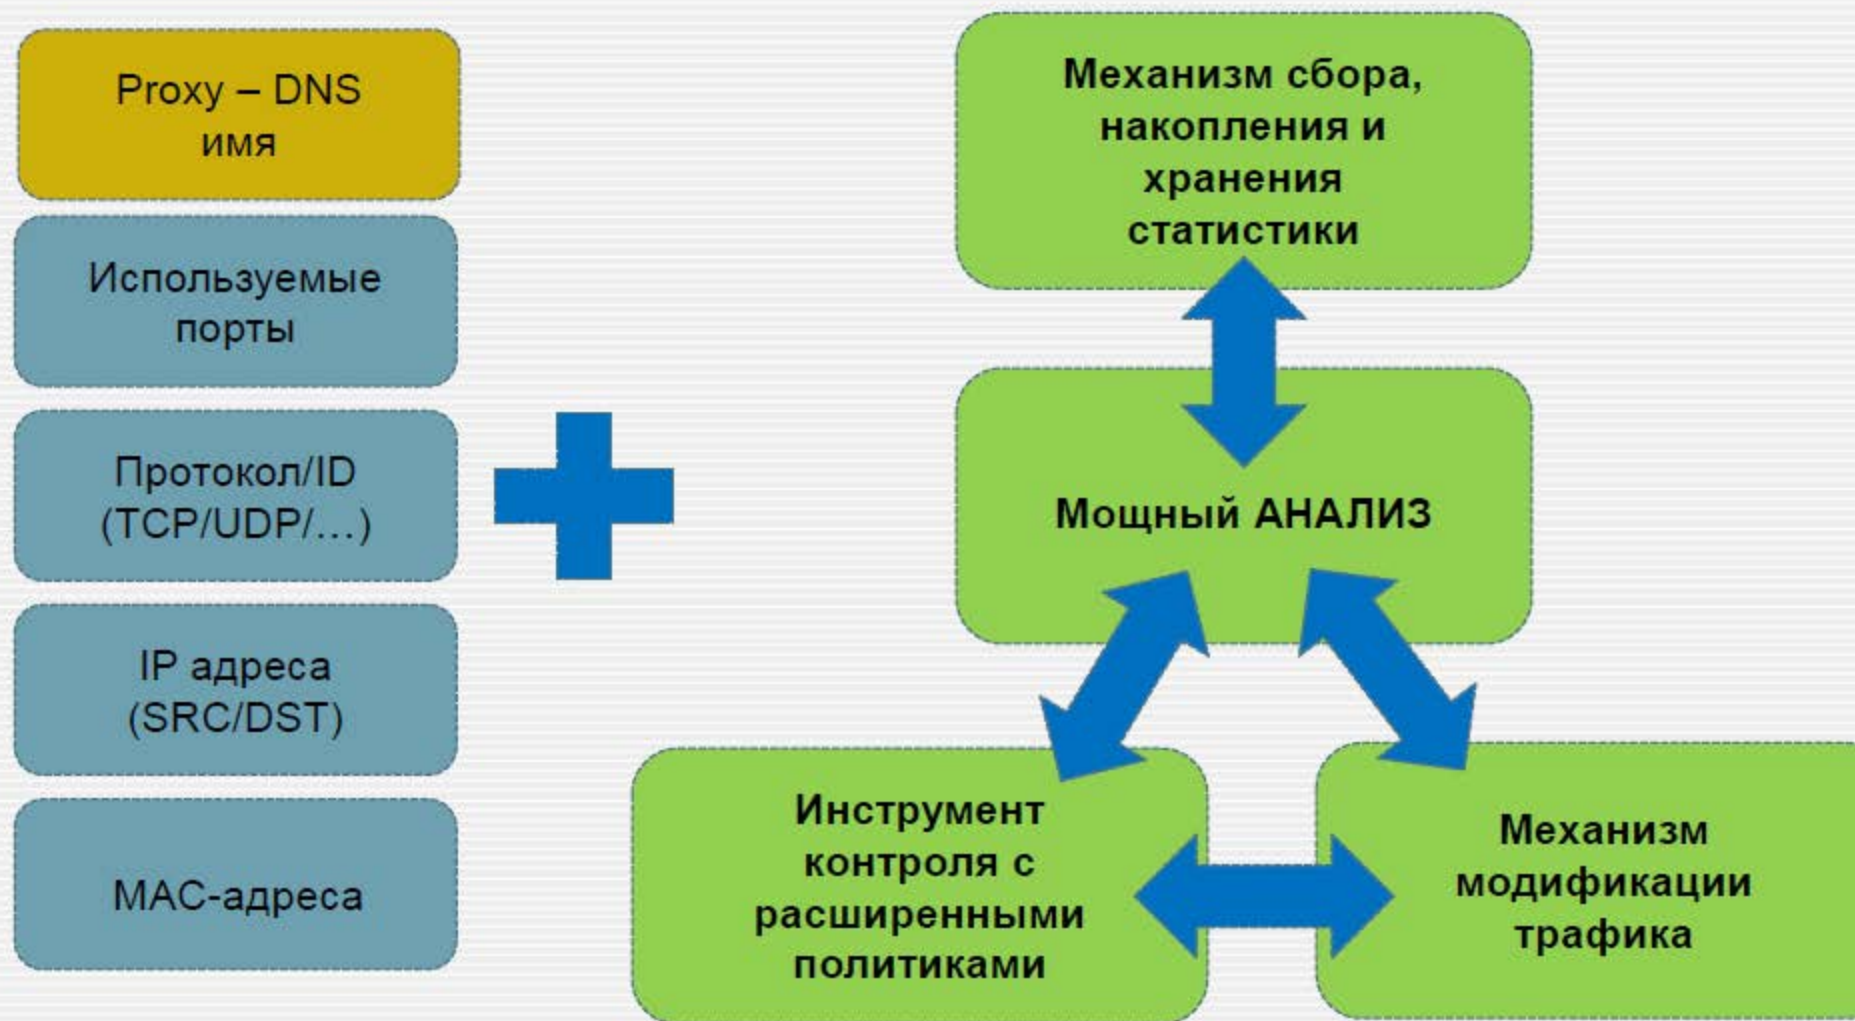 Proxy – DNS
имя
Используемые
порты
Протокол/ID
(TCP/UDP/…)
IP адреса
(SRC/DST)
MAC-адреса
Механизм сбора,
накопления и
хранения
статистики
Мощный АНАЛИЗ
Инструмент
контроля с
расширенными
политиками
Механизм
модификации
трафика